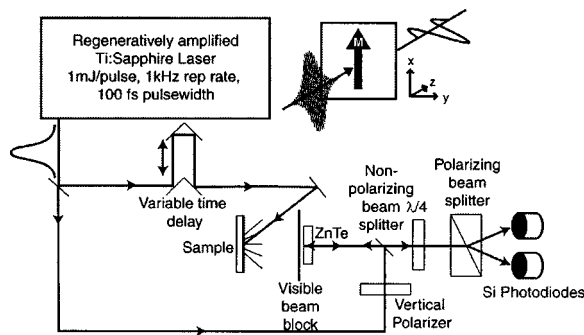 Regeneratively amplified
Ti:Sapphire Laser
1mJ/pulse, 1kHz rep rate,
100 fs pulsewidth
M
x
z
y
Variable time
delay
Sample
ZnTe
Visible
beam
block
Non-
polarizing
beam
splitter
λ/4
Polarizing
beam
splitter
Vertical
Polarizer
Si Photodiodes